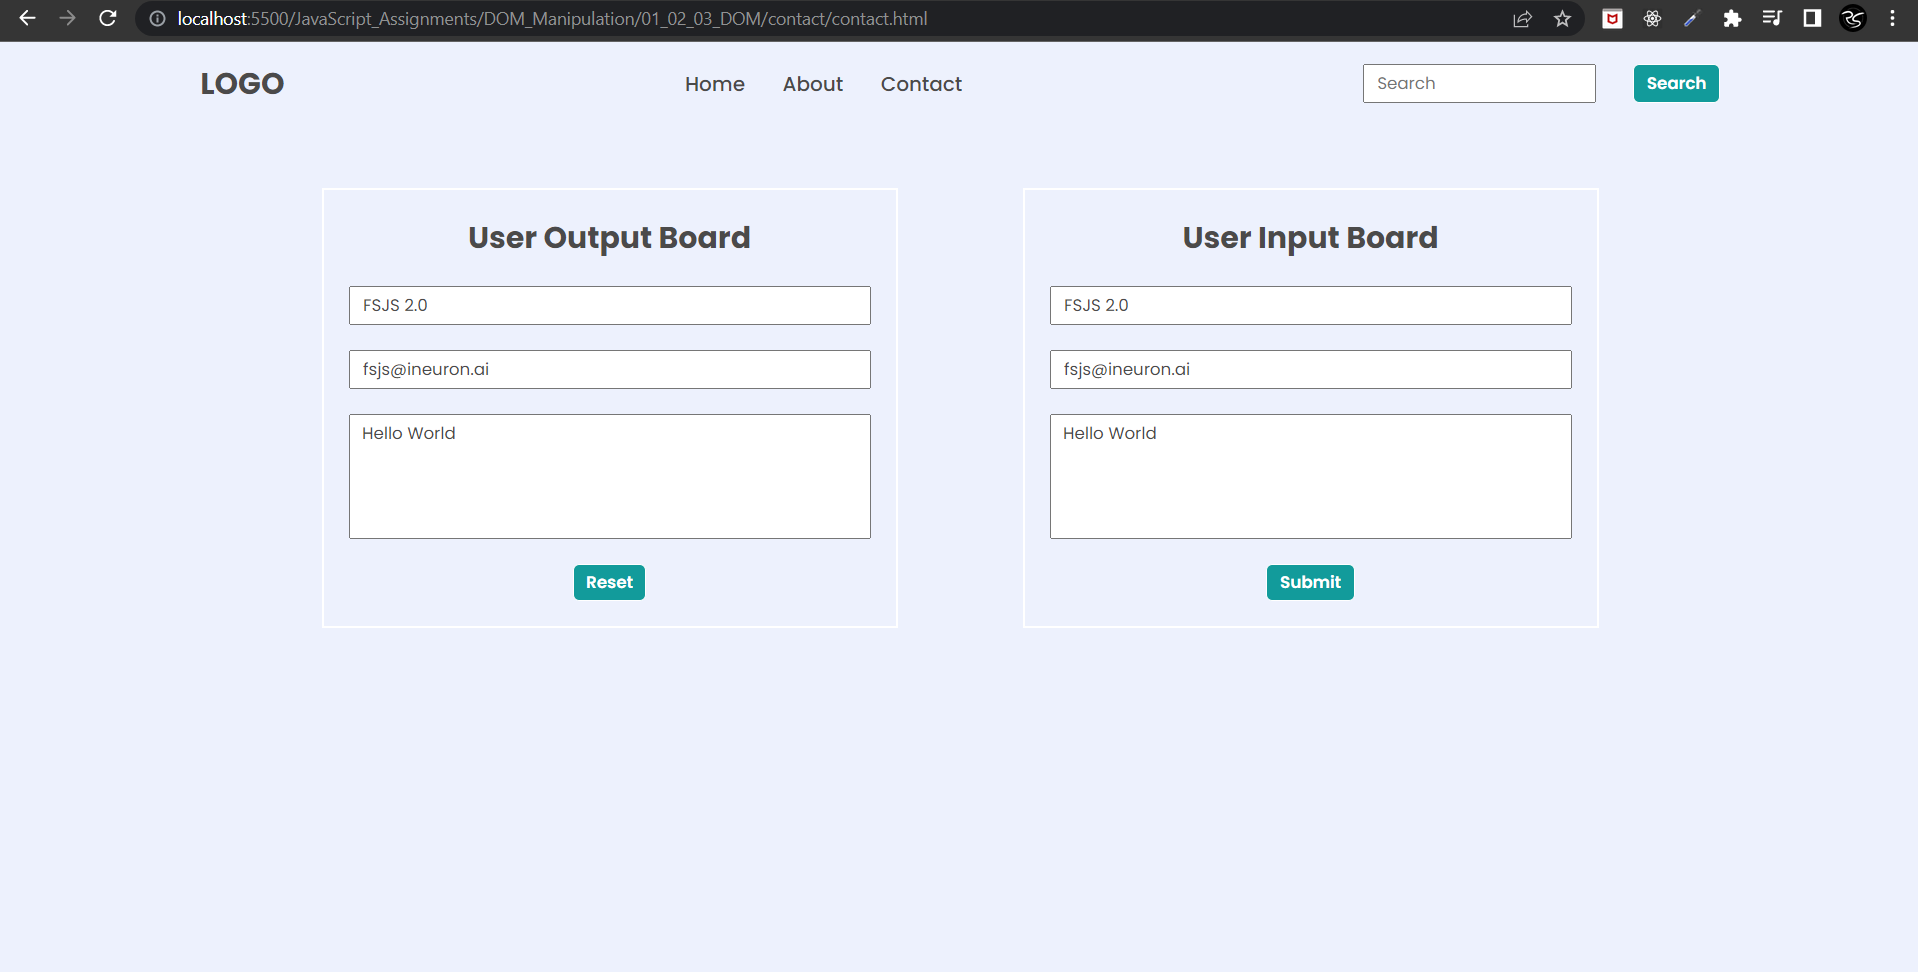 localhost:5500/JavaScript_Assignments/DOM_Manipulation/01_02_03_DOM/contact/contact.html
LOGO Home About Contact Search Search
User Output Board
FSJS 2.0
fsjs@ineuron.ai
Hello World
Reset
User Input Board
FSJS 2.0
fsjs@ineuron.ai
Hello World
Submit